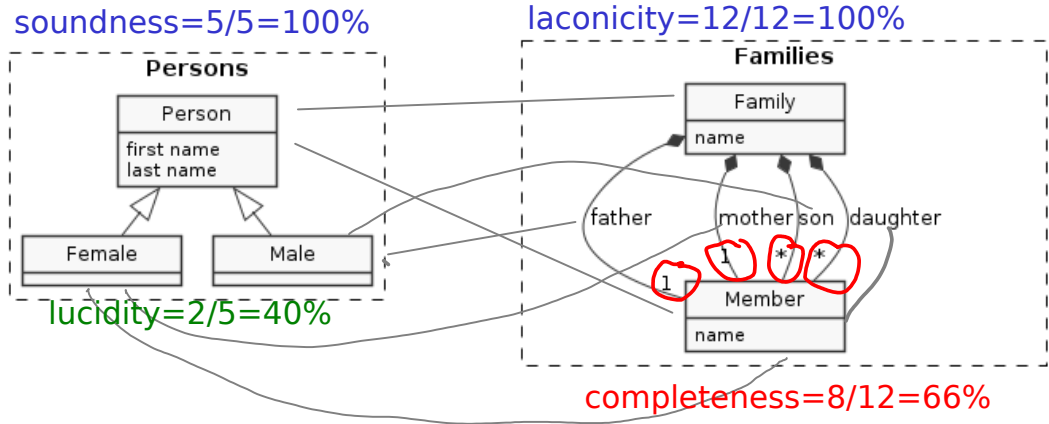 soundness=5/5=100%
laconicity=12/12=100%
Persons
Person
first name
last name
Female
Male
lucidity=2/5=40%
Families
Family
name
father
mother
son
daughter
1
1
*
*
Member
name
completeness=8/12=66%